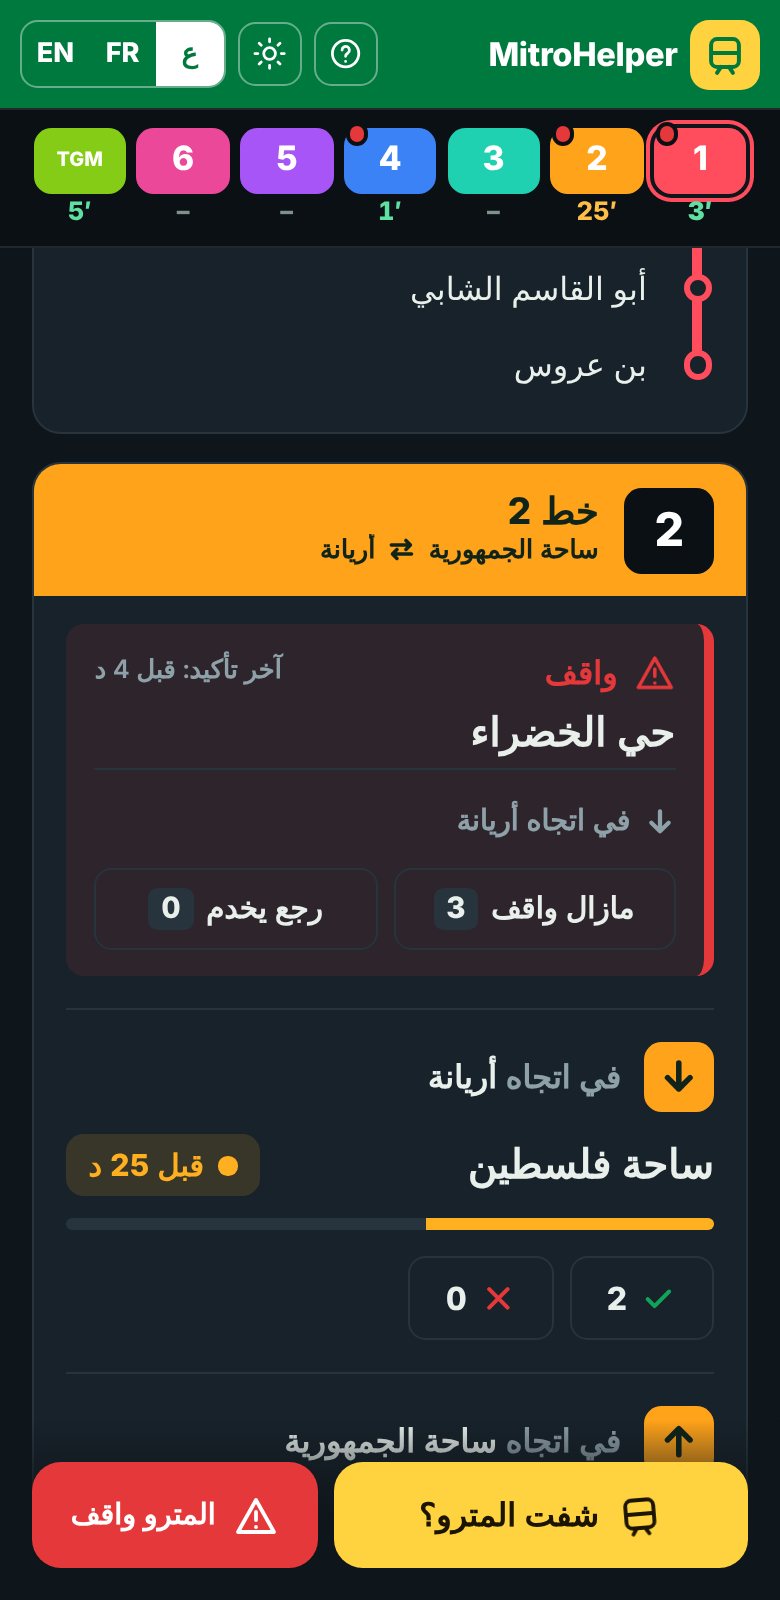 MitroHelper
ع FR EN
1 2 3 4 5 6 TGM
3′ 25′ – 1′ – – 5′
أبو القاسم الشابي
بن عروس
2
خط 2
ساحة الجمهورية ⇄ أريانة
واقف
آخر تأكيد: قبل 4 د
حي الخضراء
↓ في اتجاه أريانة
مازال واقف 3
رجع يخدم 0
↓ في اتجاه أريانة
ساحة فلسطين
قبل 25 د
✓ 2
✕ 0
↑ في اتجاه ساحة الجمهورية
شفت المترو؟
المترو واقف